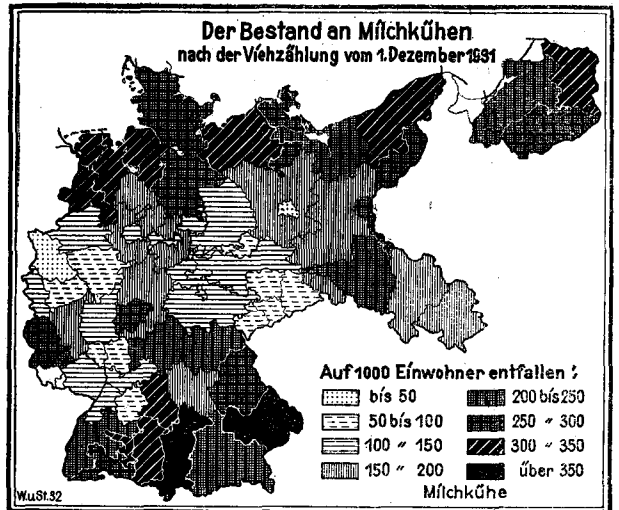 Der Bestand an Milchkühen
nach der Viehzählung vom 1. Dezember 1931
Auf 1000 Einwohner entfallen :
bis 50
50 bis 100
100 " 150
150 " 200
200 bis 250
250 " 300
300 " 350
über 350
Milchkühe
W.u.St.32